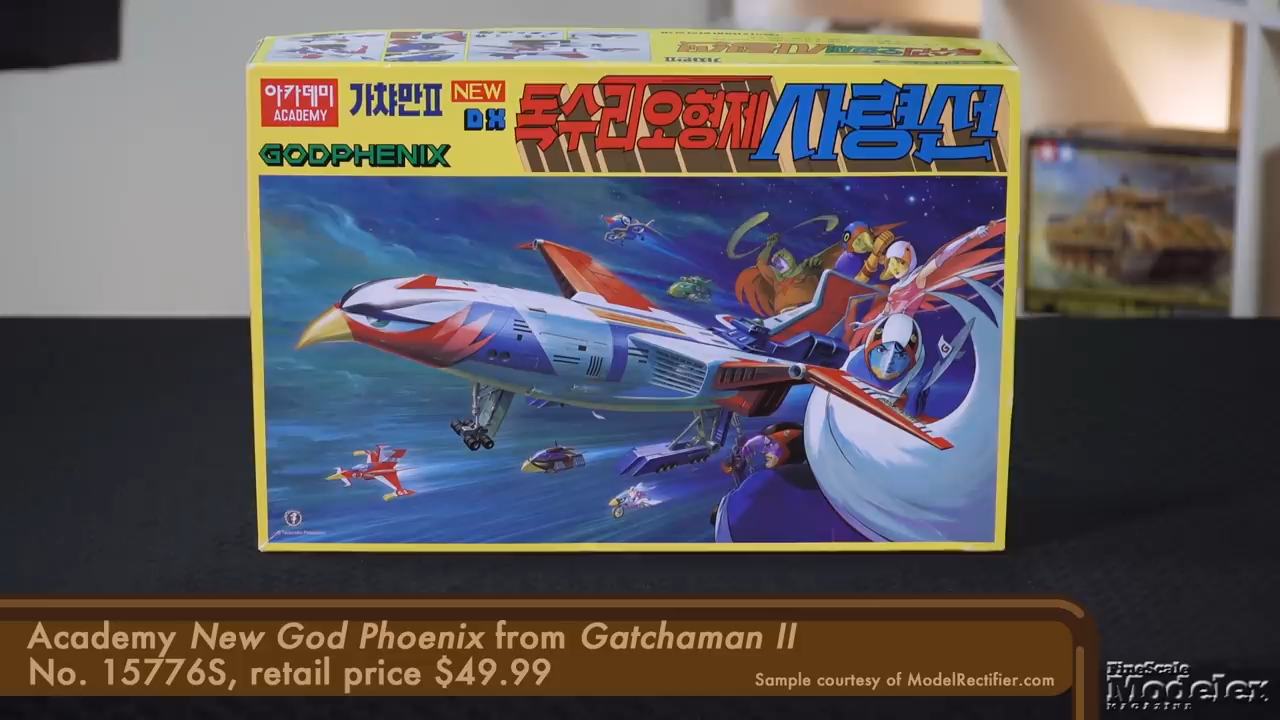 아카데미
ACADEMY
가챠만II
NEW
DX
독수리오형제
사령선
GODPHENIX
G
Academy New God Phoenix from Gatchaman II
No. 15776S, retail price $49.99
Sample courtesy of ModelRectifier.com
FineScale
Modeler
MAGAZINE